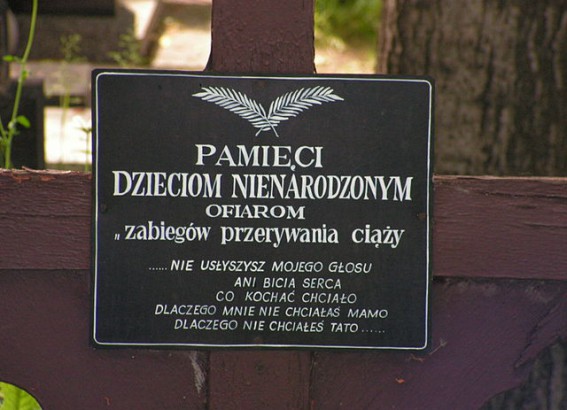 PAMIĘCI
DZIECIOM NIENARODZONYM
OFIAROM
„zabiegów przerywania ciąży
......NIE USŁYSZYSZ MOJEGO GŁOSU
ANI BICIA SERCA
CO KOCHAĆ CHCIAŁO
DLACZEGO MNIE NIE CHCIAŁAŚ MAMO
DLACZEGO NIE CHCIAŁEŚ TATO......